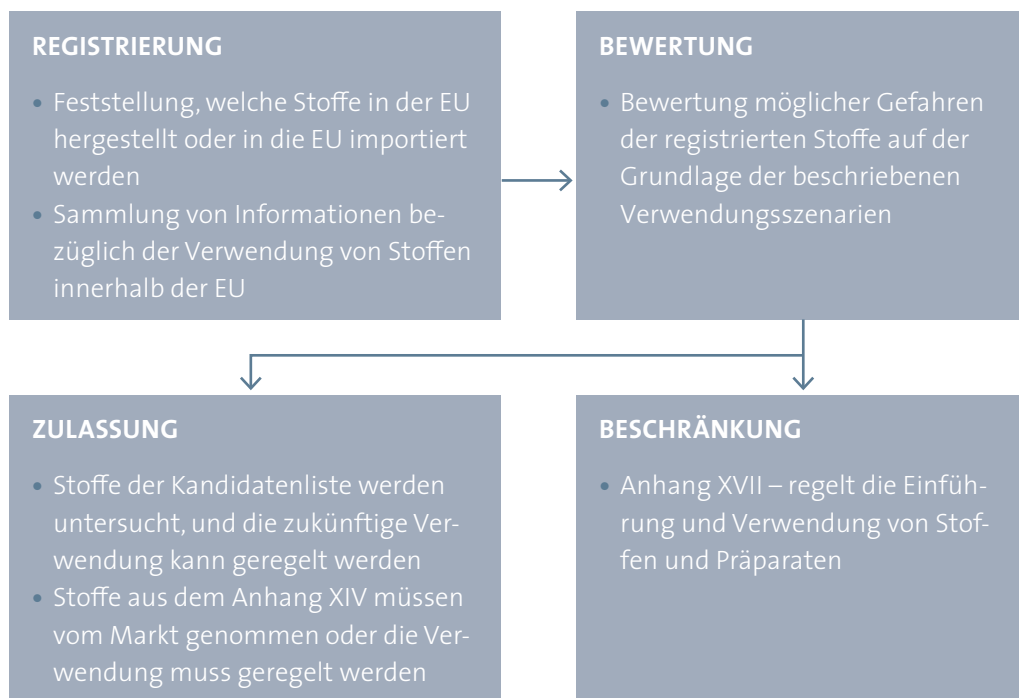 REGISTRIERUNG
• Feststellung, welche Stoffe in der EU
hergestellt oder in die EU importiert
werden
• Sammlung von Informationen be-
züglich der Verwendung von Stoffen
innerhalb der EU
BEWERTUNG
• Bewertung möglicher Gefahren
der registrierten Stoffe auf der
Grundlage der beschriebenen
Verwendungsszenarien
ZULASSUNG
• Stoffe der Kandidatenliste werden
untersucht, und die zukünftige Ver-
wendung kann geregelt werden
• Stoffe aus dem Anhang XIV müssen
vom Markt genommen oder die Ver-
wendung muss geregelt werden
BESCHRÄNKUNG
• Anhang XVII – regelt die Einfüh-
rung und Verwendung von Stof-
fen und Präparaten